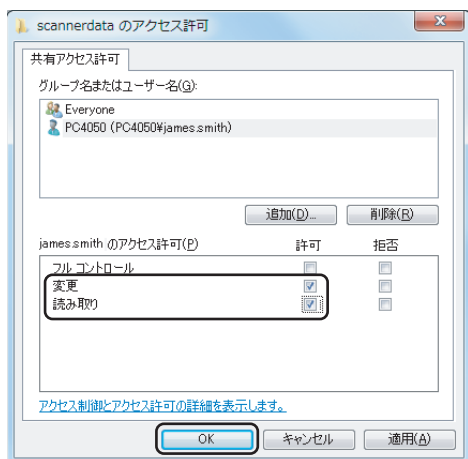 scannerdata のアクセス許可
共有アクセス許可
グループ名またはユーザー名(G):
Everyone
PC4050 (PC4050¥james.smith)
追加(D)... 削除(R)
james.smith のアクセス許可(P) 許可 拒否
フル コントロール
変更
読み取り
アクセス制御とアクセス許可の詳細を表示します。
OK キャンセル 適用(A)